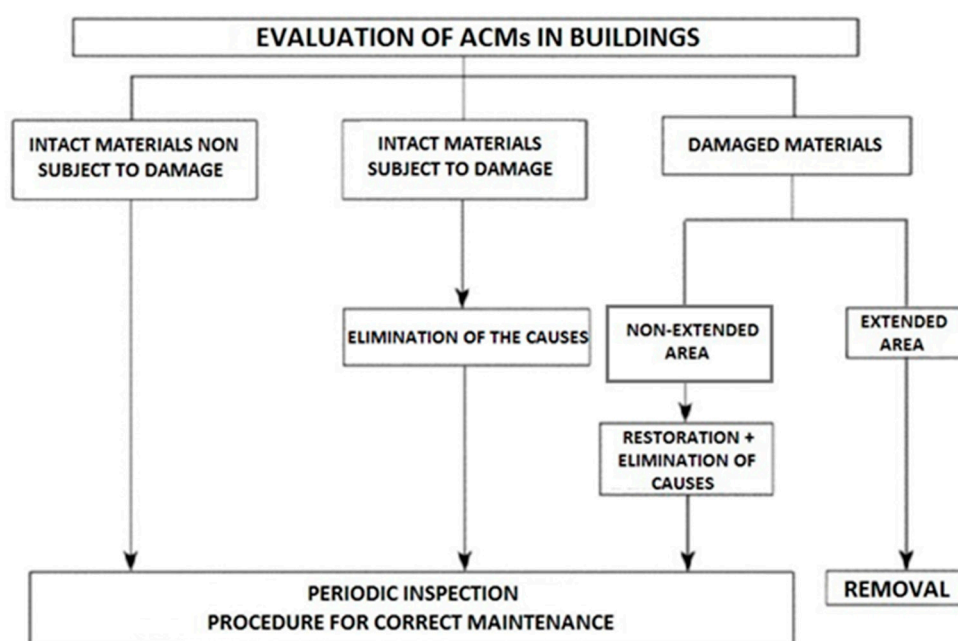 EVALUATION OF ACMs IN BUILDINGS
INTACT MATERIALS NON
SUBJECT TO DAMAGE
INTACT MATERIALS
SUBJECT TO DAMAGE
DAMAGED MATERIALS
ELIMINATION OF THE CAUSES
NON-EXTENDED
AREA
EXTENDED
AREA
RESTORATION +
ELIMINATION OF
CAUSES
PERIODIC INSPECTION
PROCEDURE FOR CORRECT MAINTENANCE
REMOVAL